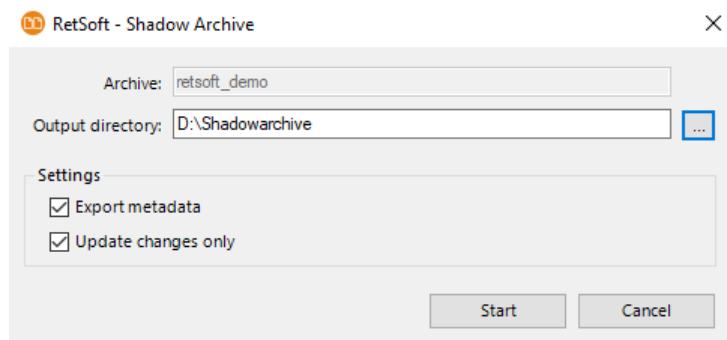 RetSoft - Shadow Archive
Archive: retsoft_demo
Output directory: D:\Shadowarchive ...
Settings
Export metadata
Update changes only
Start Cancel